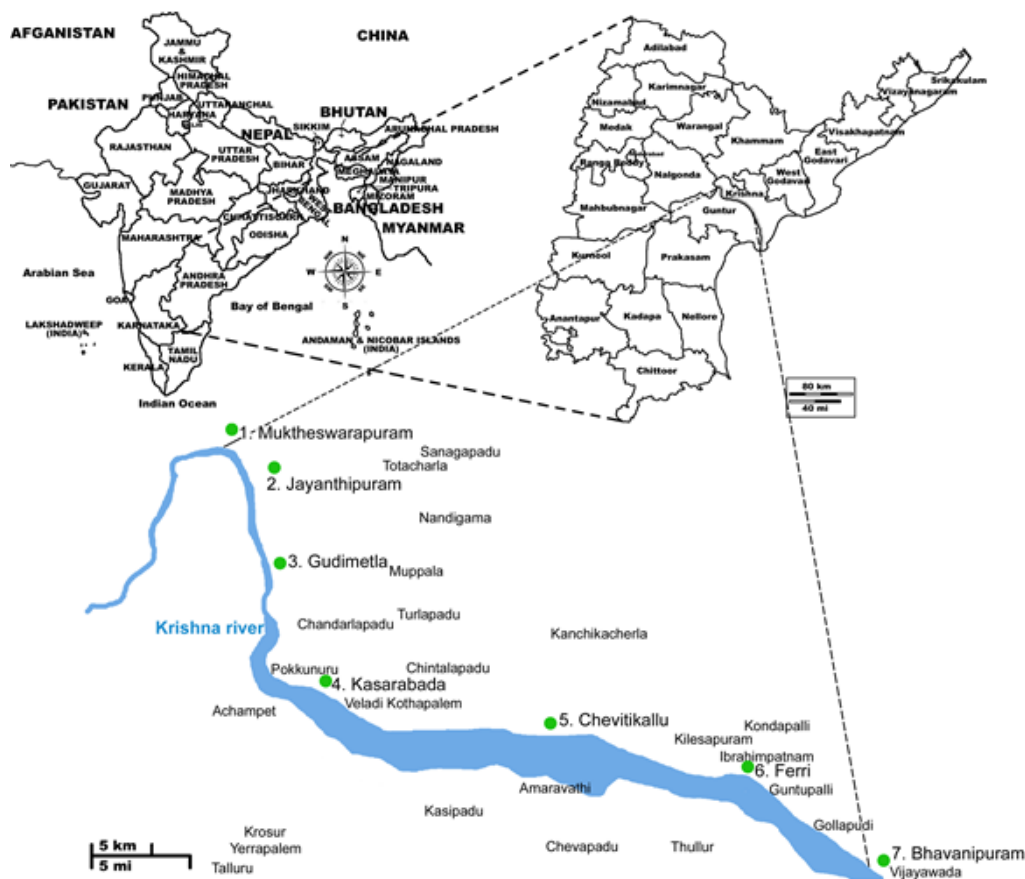 AFGANISTAN
CHINA
JAMMU
&
KASHMIR
HIMACHAL
PRADESH
PUNJAB
UTTARANCHAL
PAKISTAN
HARYANA
BHUTAN
SIKKIM
ARUNACHAL PRADESH
NEPAL
RAJASTHAN
UTTAR
PRADESH
AASAM
NAGALAND
BIHAR
MEGHALAYA
MANIPUR
GUJARAT
TRIPURA
MIZORAM
JHARKHAND
MADHYA
PRADESH
WEST
BENGAL
BANGLADESH
CHHATTISGARH
MYANMAR
ODISHA
MAHARASHTRA
N
W
E
S
Arabian Sea
ANDHRA
PRADESH
GOA
Bay of Bengal
LAKSHADWEEP
(INDIA)
KARNATAKA
ANDAMAN & NICOBAR ISLANDS
(INDIA)
TAMIL
NADU
KERALA
Indian Ocean
Adilabad
Srikakulam
Karimnagar
Vizayanagaram
Nizamabad
Medak
Warangal
Visakhapatnam
Khammam
East
Godavari
Ranga Reddy
Nalgonda
West
Godavari
Krishna
Mahbubnagar
Guntur
Kurnool
Prakasam
Anantapur
Kadapa
Nellore
Chittoor
80 km
40 mi
1. Muktheswarapuram
Sanagapadu
Totacharla
2. Jayanthipuram
Nandigama
3. Gudimetla
Muppala
Turlapadu
Krishna river
Chandarlapadu
Kanchikacherla
Pokkunuru
Chintalapadu
4. Kasarabada
Veladi Kothapalem
Achampet
5. Chevitikallu
Kondapalli
Kilesapuram
Ibrahimpatnam
6. Ferri
Amaravathi
Guntupalli
Kasipadu
Gollapudi
Krosur
Yerrapalem
Talluru
Chevapadu
Thullur
7. Bhavanipuram
Vijayawada
5 km
5 mi